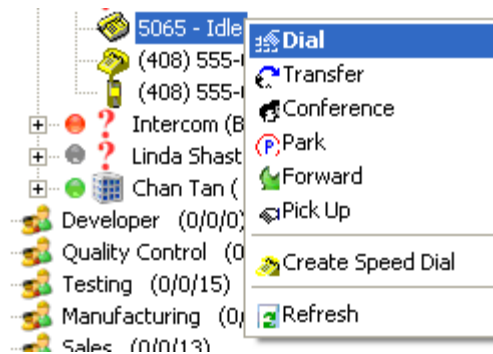 5065 - Idle
(408) 555-
(408) 555-
Intercom (B
Linda Shast
Chan Tan (
Developer (0/0/0)
Quality Control (0
Testing (0/0/15)
Manufacturing (0/
Sales (0/0/13)
Dial
Transfer
Conference
Park
Forward
Pick Up
Create Speed Dial
Refresh